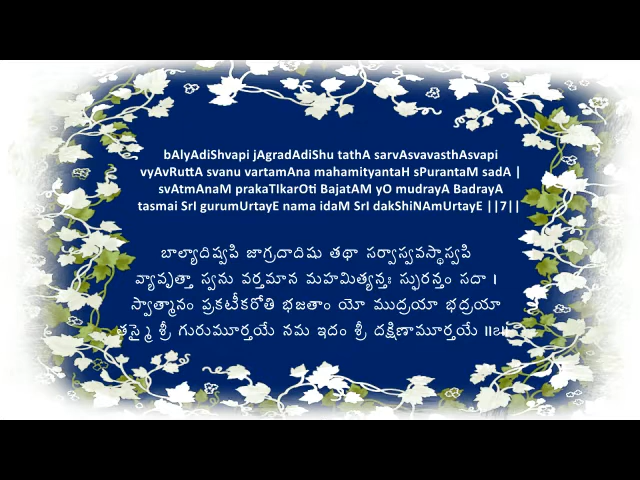 bAlyAdiShvapi jAgradAdiShu tathA sarvAsvavasthAsvapi
vyAvRuttA svanu vartamAna mahamityantaH sPurantaM sadA |
svAtmAnaM prakaTIkarOti BajatAM yO mudrayA BadrayA
tasmai SrI gurumUrtayE nama idaM SrI dakShiNAmUrtayE ||7||
బాల్యాదిష్వపి జాగ్రదాదిషు తథా సర్వాస్వవస్థాస్వపి
వ్యావృత్తా స్వను వర్తమాన మహమిత్యన్తః స్ఫురన్తం సదా ।
స్వాత్మానం ప్రకటీకరోతి భజతాం యో ముద్రయా భద్రయా
తస్మై శ్రీ గురుమూర్తయే నమ ఇదం శ్రీ దక్షిణామూర్తయే